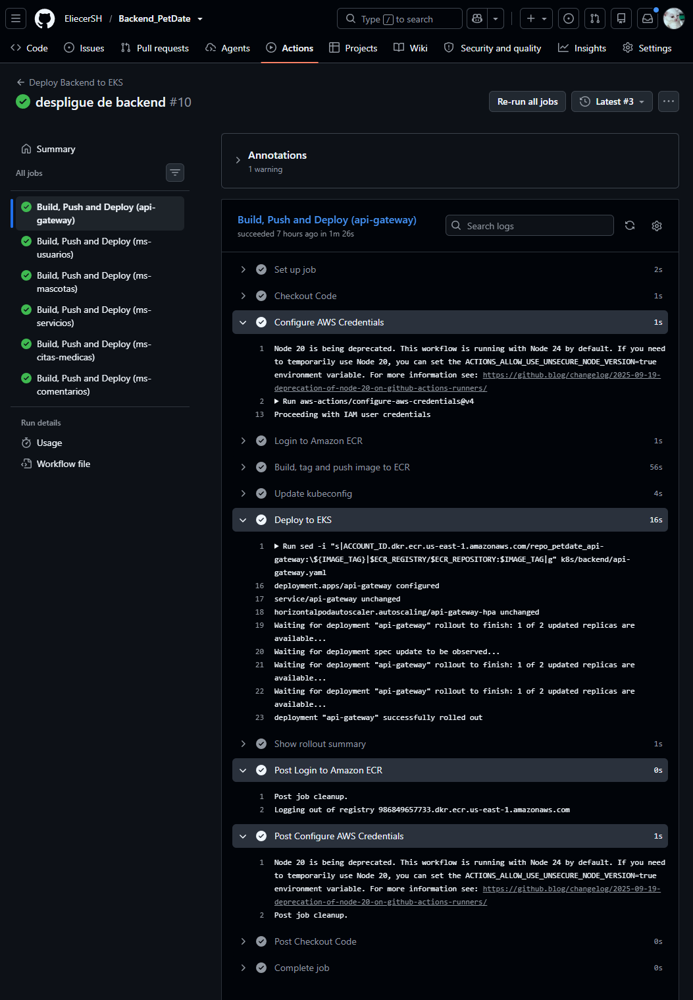 EliecerSH / Backend_PetDate
Type / to search
Code
Issues
Pull requests
Agents
Actions
Projects
Wiki
Security and quality
Insights
Settings
Deploy Backend to EKS
despligue de backend #10
Re-run all jobs
Latest #3
Summary
All jobs
Build, Push and Deploy (api-
gateway)
Build, Push and Deploy (ms-
usuarios)
Build, Push and Deploy (ms-
mascotas)
Build, Push and Deploy (ms-
servicios)
Build, Push and Deploy (ms-
citas-medicas)
Build, Push and Deploy (ms-
comentarios)
Run details
Usage
Workflow file
Annotations
1 warning
Build, Push and Deploy (api-gateway)
succeeded 7 hours ago in 1m 26s
Search logs
Set up job 2s
Checkout Code 1s
Configure AWS Credentials 1s
1 Node 20 is being deprecated. This workflow is running with Node 24 by default. If you need
to temporarily use Node 20, you can set the ACTIONS_ALLOW_USE_UNSECURE_NODE_VERSION=true
environment variable. For more information see: https://github.blog/changelog/2025-09-19-
deprecation-of-node-20-on-github-actions-runners/
2 Run aws-actions/configure-aws-credentials@v4
13 Proceeding with IAM user credentials
Login to Amazon ECR 1s
Build, tag and push image to ECR 56s
Update kubeconfig 4s
Deploy to EKS 16s
1 Run sed -i "s|ACCOUNT_ID.dkr.ecr.us-east-1.amazonaws.com/repo_petdate_api-
gateway:\${IMAGE_TAG}|$ECR_REGISTRY/$ECR_REPOSITORY:$IMAGE_TAG|g" k8s/backend/api-
gateway.yaml
16 deployment.apps/api-gateway configured
17 service/api-gateway unchanged
18 horizontalpodautoscaler.autoscaling/api-gateway-hpa unchanged
19 Waiting for deployment "api-gateway" rollout to finish: 1 of 2 updated replicas are
available...
20 Waiting for deployment spec update to be observed...
21 Waiting for deployment "api-gateway" rollout to finish: 1 of 2 updated replicas are
available...
22 Waiting for deployment "api-gateway" rollout to finish: 1 of 2 updated replicas are
available...
23 deployment "api-gateway" successfully rolled out
Show rollout summary 1s
Post Login to Amazon ECR 0s
1 Post job cleanup.
2 Logging out of registry 986849657733.dkr.ecr.us-east-1.amazonaws.com
Post Configure AWS Credentials 1s
1 Node 20 is being deprecated. This workflow is running with Node 24 by default. If you need
to temporarily use Node 20, you can set the ACTIONS_ALLOW_USE_UNSECURE_NODE_VERSION=true
environment variable. For more information see: https://github.blog/changelog/2025-09-19-
deprecation-of-node-20-on-github-actions-runners/
2 Post job cleanup.
Post Checkout Code 0s
Complete job 0s